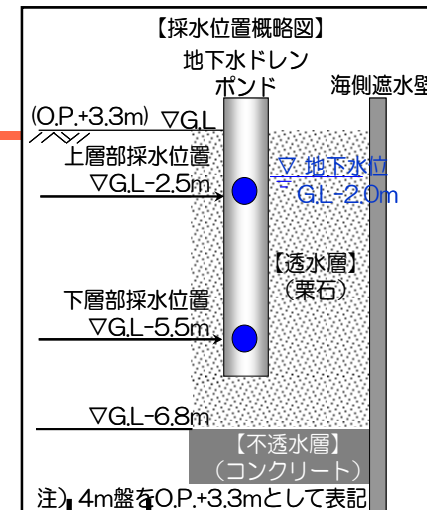 【採水位置概略図】
地下水ドレン
ポンド
海側遮水壁
(O.P.+3.3m) ▽G.L
上層部採水位置
▽G.L-2.5m
▽ 地下水位
G.L-2.0m
【透水層】
（栗石）
下層部採水位置
▽G.L-5.5m
▽G.L-6.8m
【不透水層】
（コンクリート）
注）4m盤をO.P.+3.3mとして表記